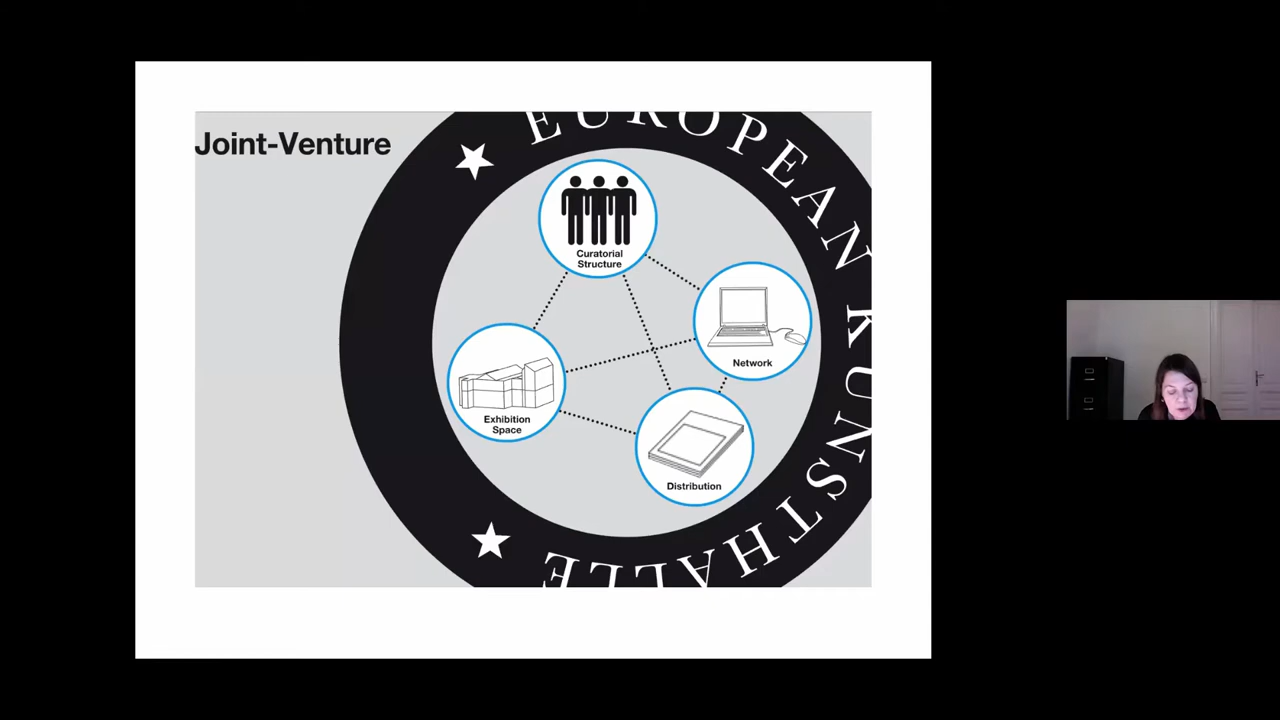 Joint-Venture
EUROPEAN KUNSTHALLE
Curatorial
Structure
Network
Exhibition
Space
Distribution